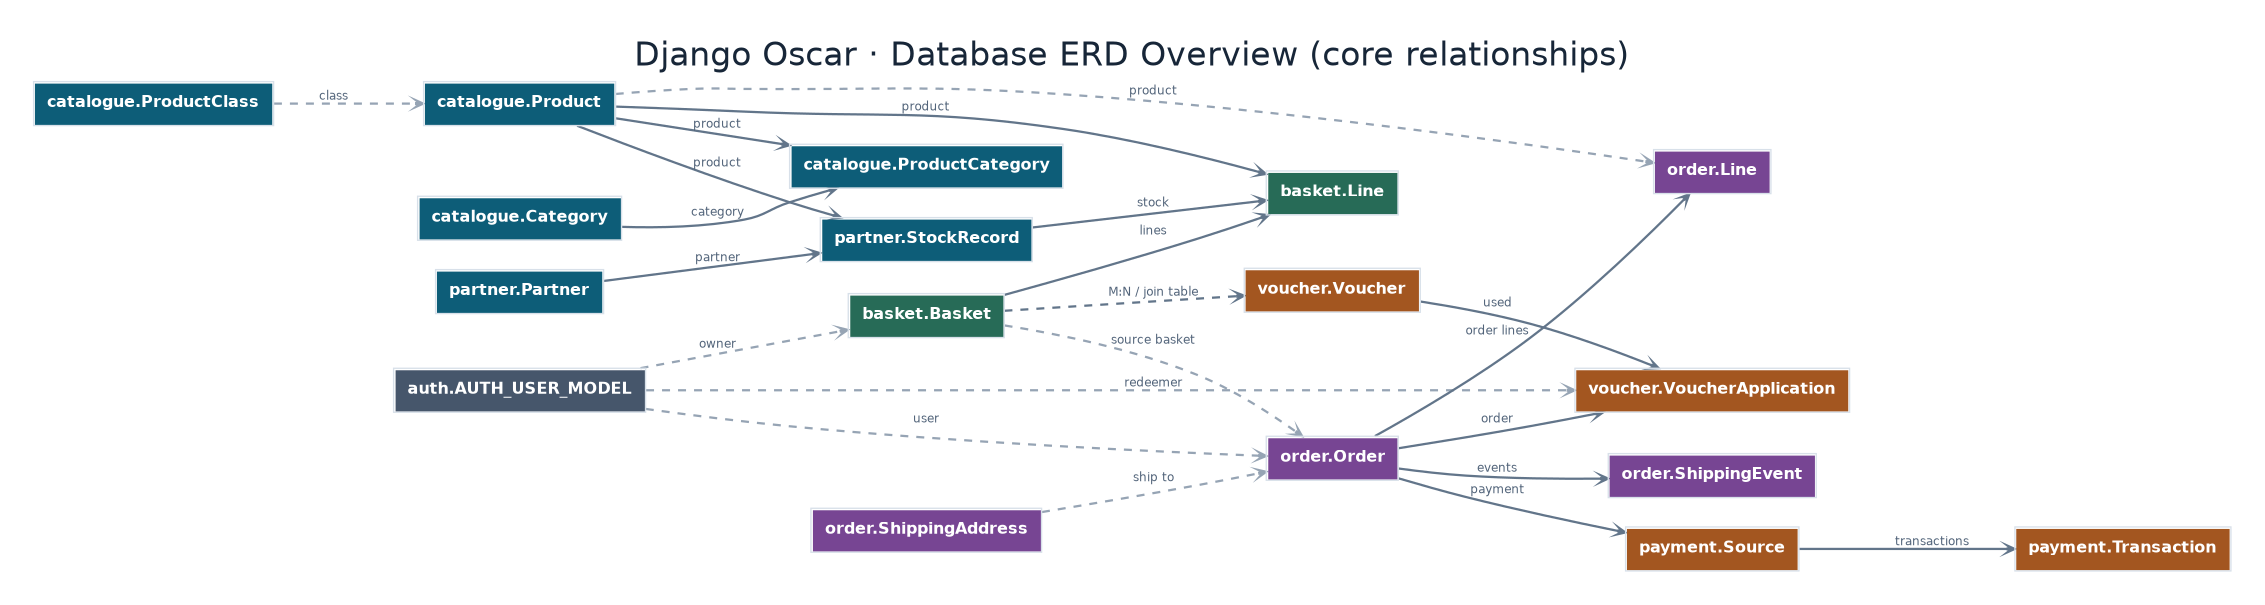 Django Oscar · Database ERD Overview (core relationships)
catalogue.ProductClass
class
catalogue.Product
product
product
product
product
catalogue.ProductCategory
catalogue.Category
category
partner.StockRecord
partner.Partner
partner
stock
lines
basket.Line
order.Line
basket.Basket
M:N / join table
voucher.Voucher
used
order lines
owner
source basket
auth.AUTH_USER_MODEL
redeemer
voucher.VoucherApplication
user
order
order.Order
events
order.ShippingEvent
ship to
payment
order.ShippingAddress
payment.Source
transactions
payment.Transaction